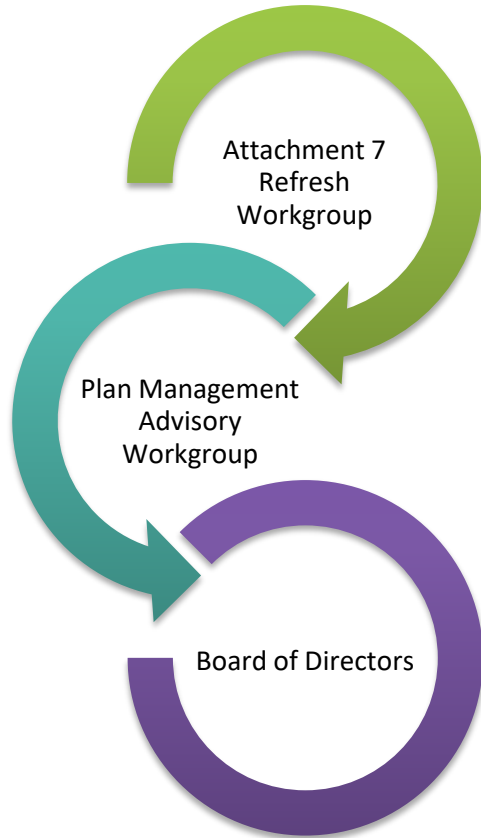 Attachment 7
Refresh
Workgroup
Plan Management
Advisory
Workgroup
Board of Directors